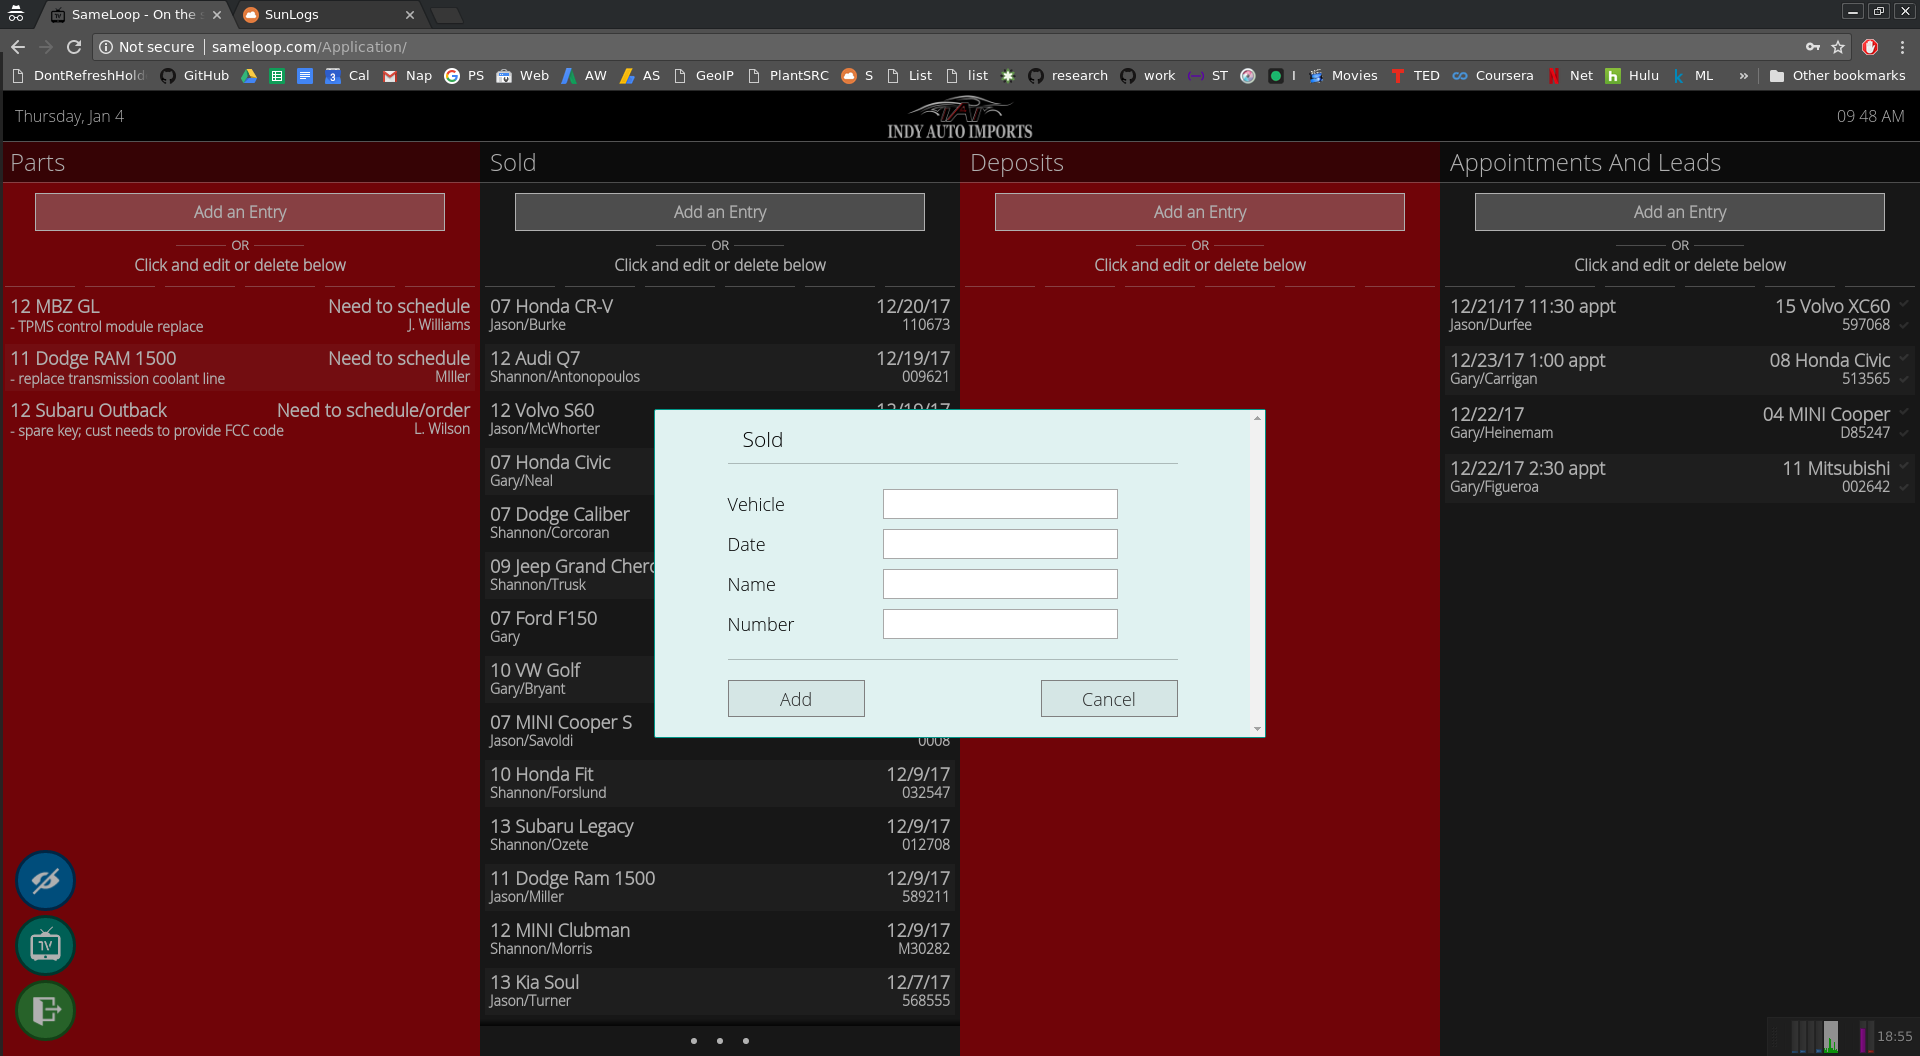 SameLoop - On the
SunLogs
Not secure | sameloop.com/Application/
DontRefreshHold GitHub 3 Cal Nap PS Web AW AS GeoIP PlantSRC S List list research work ST I Movies TED Coursera Net Hulu ML » Other bookmarks
Thursday, Jan 4
IAI
INDY AUTO IMPORTS
09 48 AM
Parts
Add an Entry
OR
Click and edit or delete below
12 MBZ GL Need to schedule
- TPMS control module replace J. Williams
11 Dodge RAM 1500 Need to schedule
- replace transmission coolant line MIller
12 Subaru Outback Need to schedule/order
- spare key; cust needs to provide FCC code L. Wilson
TV
Sold
Add an Entry
OR
Click and edit or delete below
07 Honda CR-V 12/20/17
Jason/Burke 110673
12 Audi Q7 12/19/17
Shannon/Antonopoulos 009621
12 Volvo S60 12/19/17
Jason/McWhorter
07 Honda Civic
Gary/Neal
07 Dodge Caliber
Shannon/Corcoran
09 Jeep Grand Chero
Shannon/Trusk
07 Ford F150
Gary
10 VW Golf
Gary/Bryant
07 MINI Cooper S
Jason/Savoldi 0008
10 Honda Fit 12/9/17
Shannon/Forslund 032547
13 Subaru Legacy 12/9/17
Shannon/Ozete 012708
11 Dodge Ram 1500 12/9/17
Jason/Miller 589211
12 MINI Clubman 12/9/17
Shannon/Morris M30282
13 Kia Soul 12/7/17
Jason/Turner 568555
Sold
Vehicle
Date
Name
Number
Add Cancel
Deposits
Add an Entry
OR
Click and edit or delete below
Appointments And Leads
Add an Entry
OR
Click and edit or delete below
12/21/17 11:30 appt 15 Volvo XC60
Jason/Durfee 597068
12/23/17 1:00 appt 08 Honda Civic
Gary/Carrigan 513565
12/22/17 04 MINI Cooper
Gary/Heinemam D85247
12/22/17 2:30 appt 11 Mitsubishi
Gary/Figueroa 002642
18:55